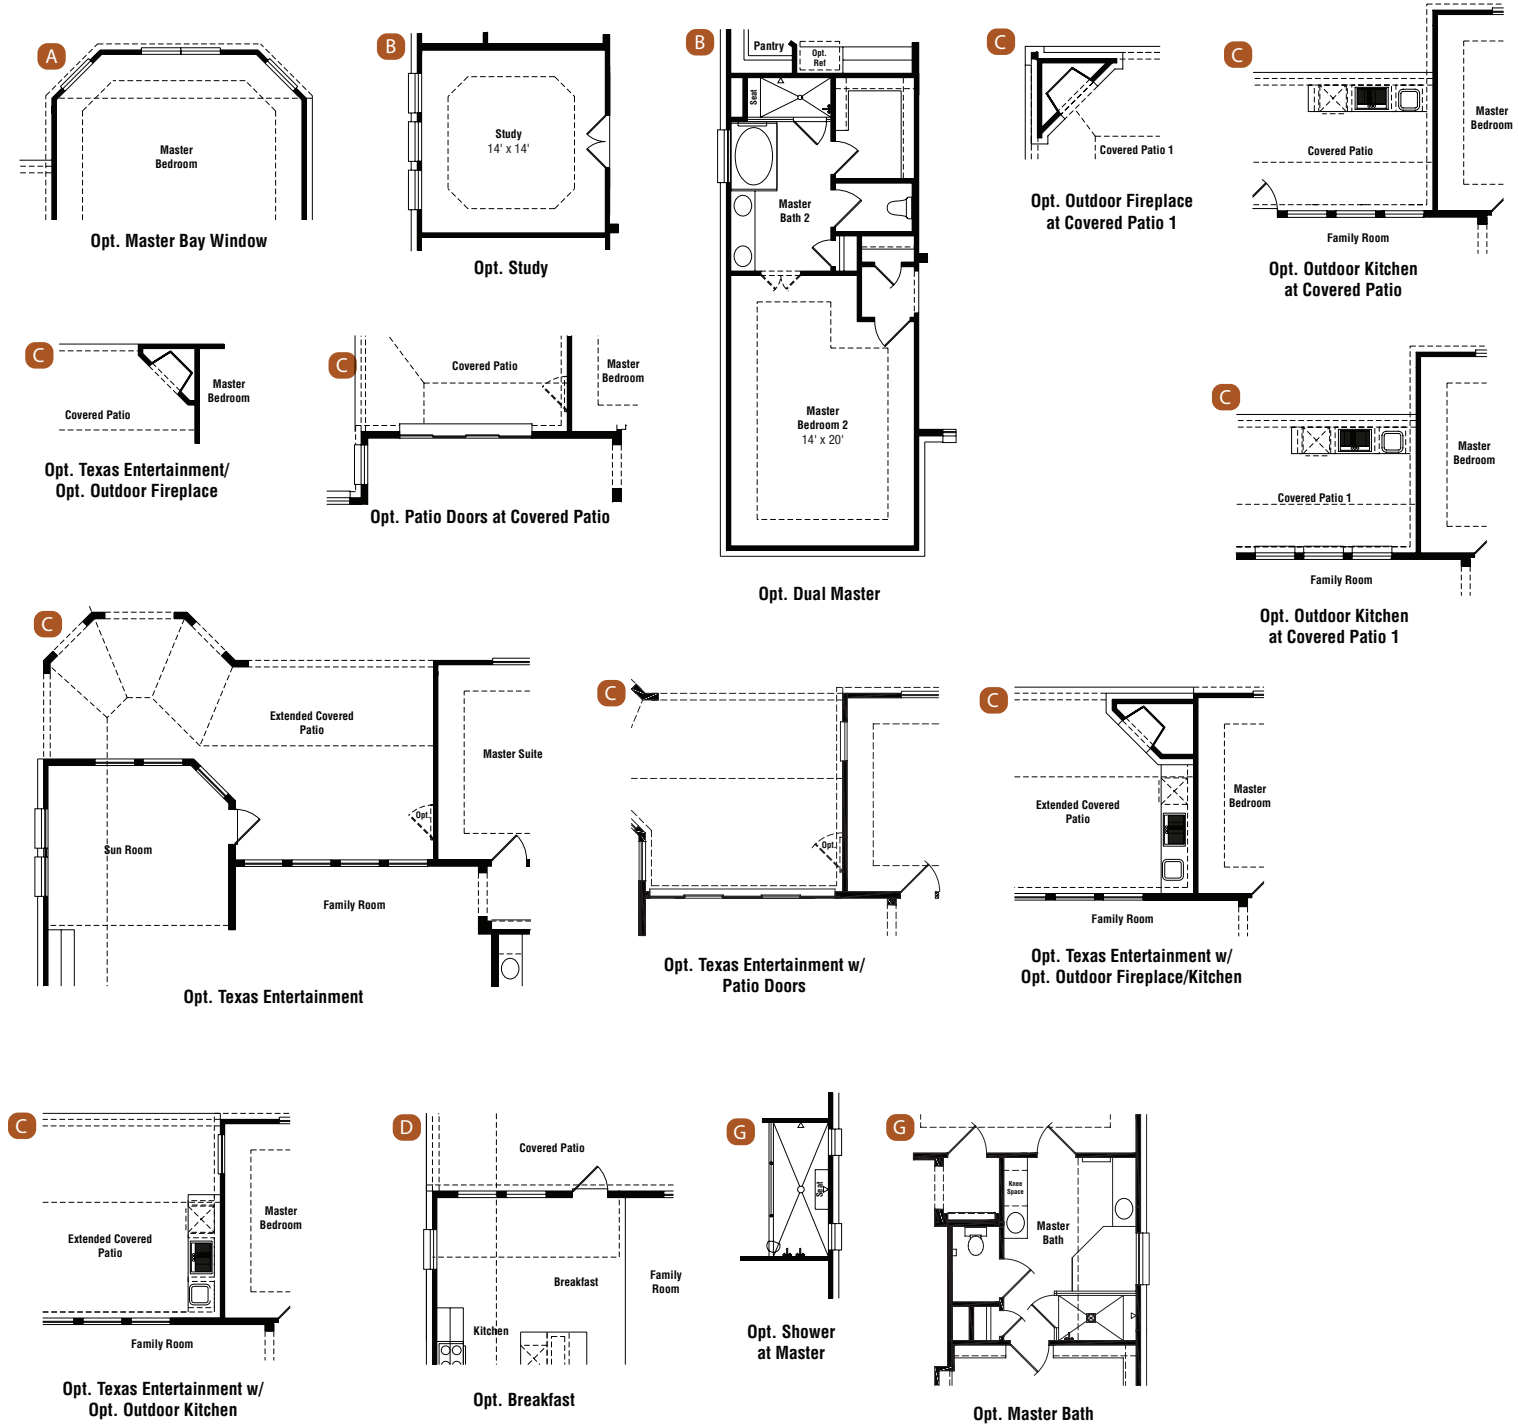 A
Master
Bedroom
Opt. Master Bay Window
B
Study
14' x 14'
Opt. Study
B
Pantry
Opt.
Ref
Seat
Master
Bath 2
Master
Bedroom 2
14' x 20'
Opt. Dual Master
C
Covered Patio 1
Opt. Outdoor Fireplace
at Covered Patio 1
C
Master
Bedroom
Covered Patio
Family Room
Opt. Outdoor Kitchen
at Covered Patio
C
Master
Bedroom
Covered Patio
Opt. Texas Entertainment/
Opt. Outdoor Fireplace
C
Covered Patio
Master
Bedroom
Opt. Patio Doors at Covered Patio
C
Master
Bedroom
Covered Patio 1
Family Room
Opt. Outdoor Kitchen
at Covered Patio 1
C
Extended Covered
Patio
Master Suite
Opt.
Sun Room
Family Room
Opt. Texas Entertainment
C
Opt.
Opt. Texas Entertainment w/
Patio Doors
C
Master
Bedroom
Extended Covered
Patio
Family Room
Opt. Texas Entertainment w/
Opt. Outdoor Fireplace/Kitchen
C
Master
Bedroom
Extended Covered
Patio
Family Room
Opt. Texas Entertainment w/
Opt. Outdoor Kitchen
D
Covered Patio
Breakfast
Family
Room
Kitchen
Opt. Breakfast
G
Seat
Opt. Shower
at Master
G
Knee
Space
Master
Bath
Opt. Master Bath